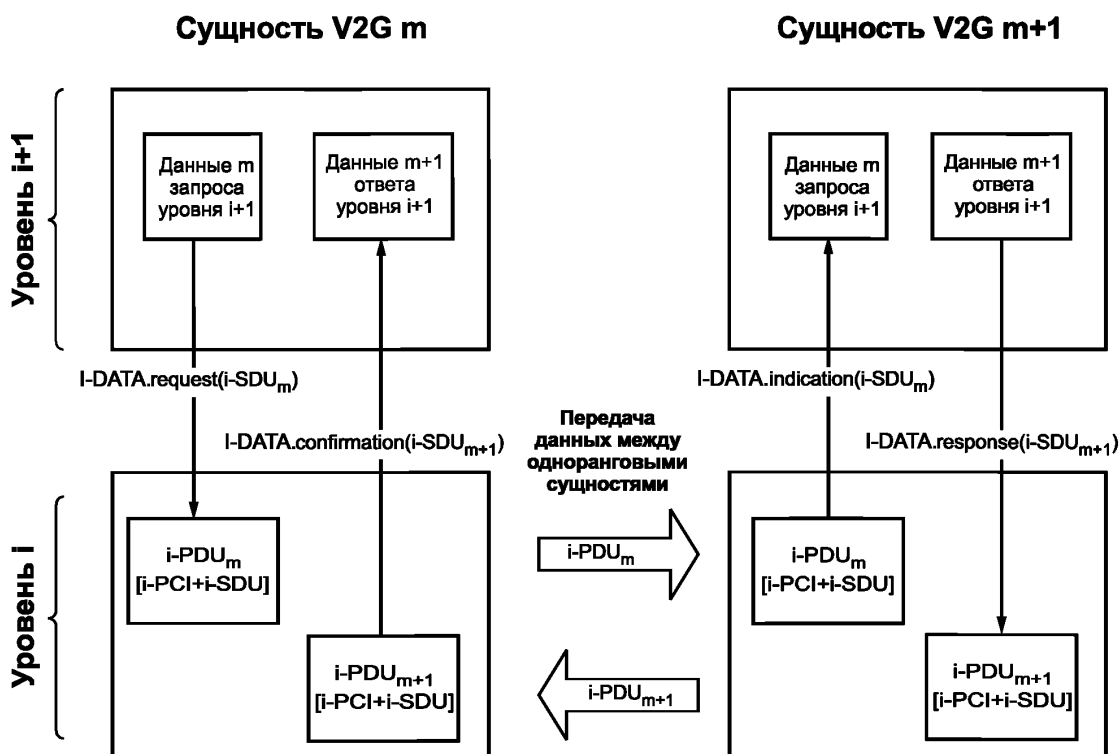 Сущность V2G m
Сущность V2G m+1
Уровень i+1
Данные m
запроса
уровня i+1
Данные m+1
ответа
уровня i+1
Данные m
запроса
уровня i+1
Данные m+1
ответа
уровня i+1
I-DATA.request(i-SDUm)
I-DATA.confirmation(i-SDUm+1)
I-DATA.indication(i-SDUm)
I-DATA.response(i-SDUm+1)
Передача
данных между
одноранговыми
сущностями
Уровень i
i-PDUm
[i-PCI+i-SDU]
i-PDUm+1
[i-PCI+i-SDU]
i-PDUm
i-PDUm+1
i-PDUm
[i-PCI+i-SDU]
i-PDUm+1
[i-PCI+i-SDU]